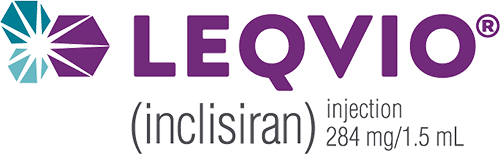 LEQVIO®
(inclisiran) injection
284 mg/1.5 mL